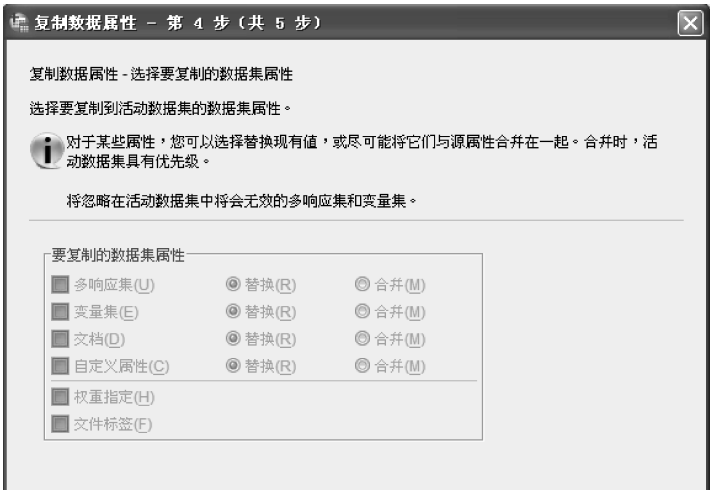 复制数据属性 - 第 4 步（共 5 步）
复制数据属性 - 选择要复制的数据集属性
选择要复制到活动数据集的数据集属性。
对于某些属性，您可以选择替换现有值，或尽可能将它们与源属性合并在一起。合并时，活
动数据集具有优先级。
将忽略在活动数据集中将会无效的多响应集和变量集。
要复制的数据集属性
多响应集(U) 替换(R) 合并(M)
变量集(E) 替换(R) 合并(M)
文档(D) 替换(R) 合并(M)
自定义属性(C) 替换(R) 合并(M)
权重指定(H)
文件标签(F)